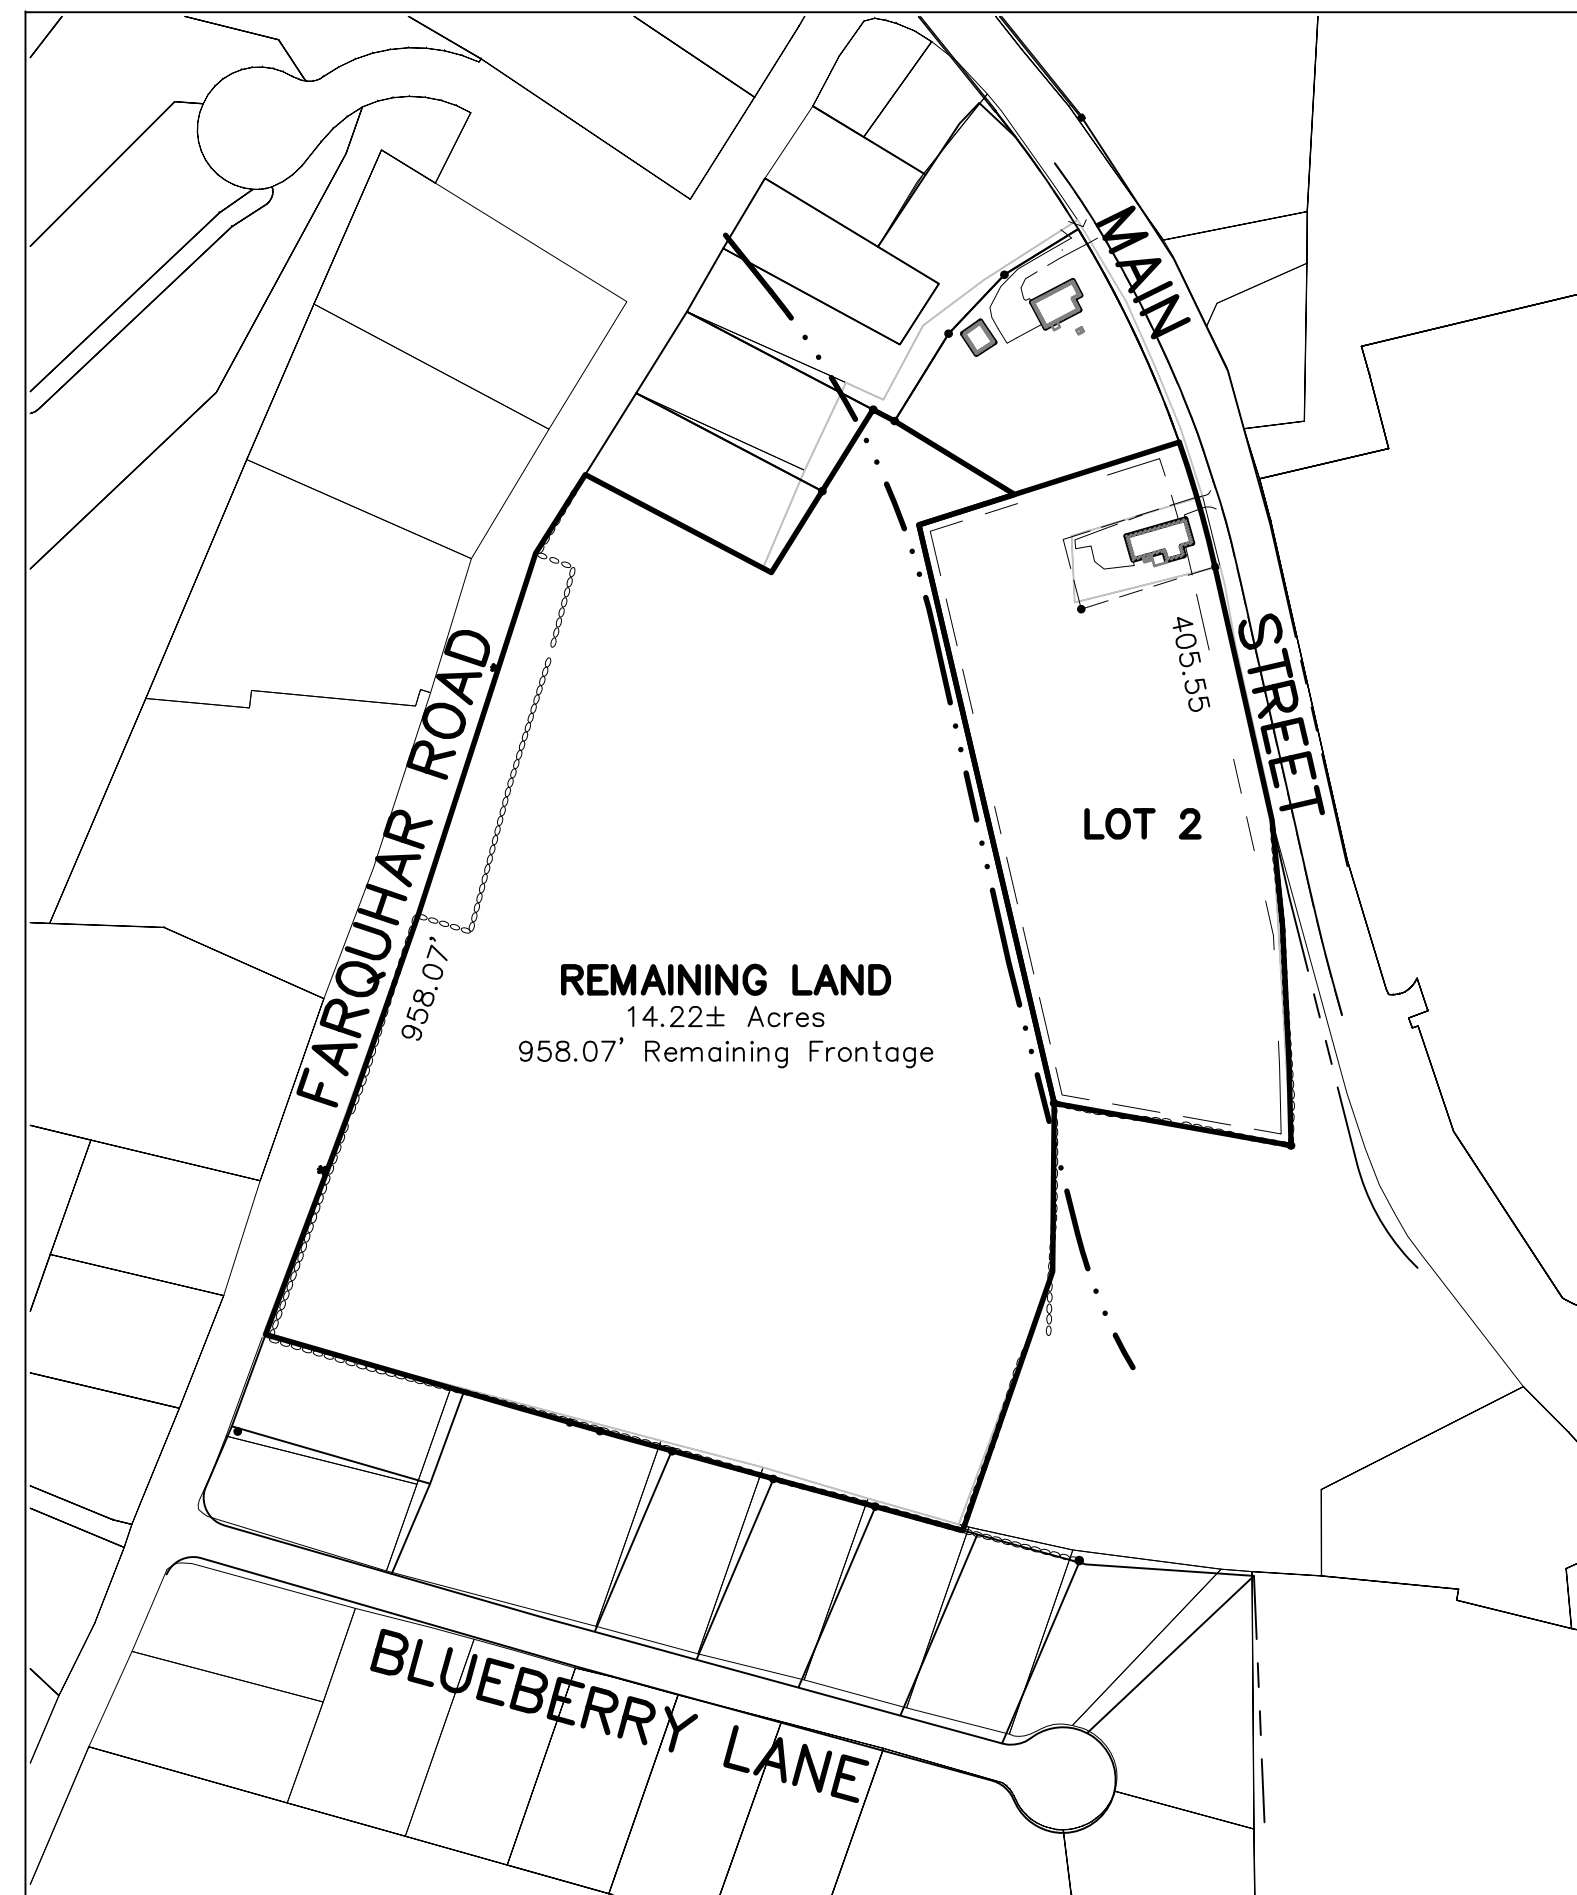 MAIN
STREET
405.55
LOT 2
FARQUHAR ROAD
958.07'
REMAINING LAND
14.22± Acres
958.07' Remaining Frontage
BLUEBERRY LANE